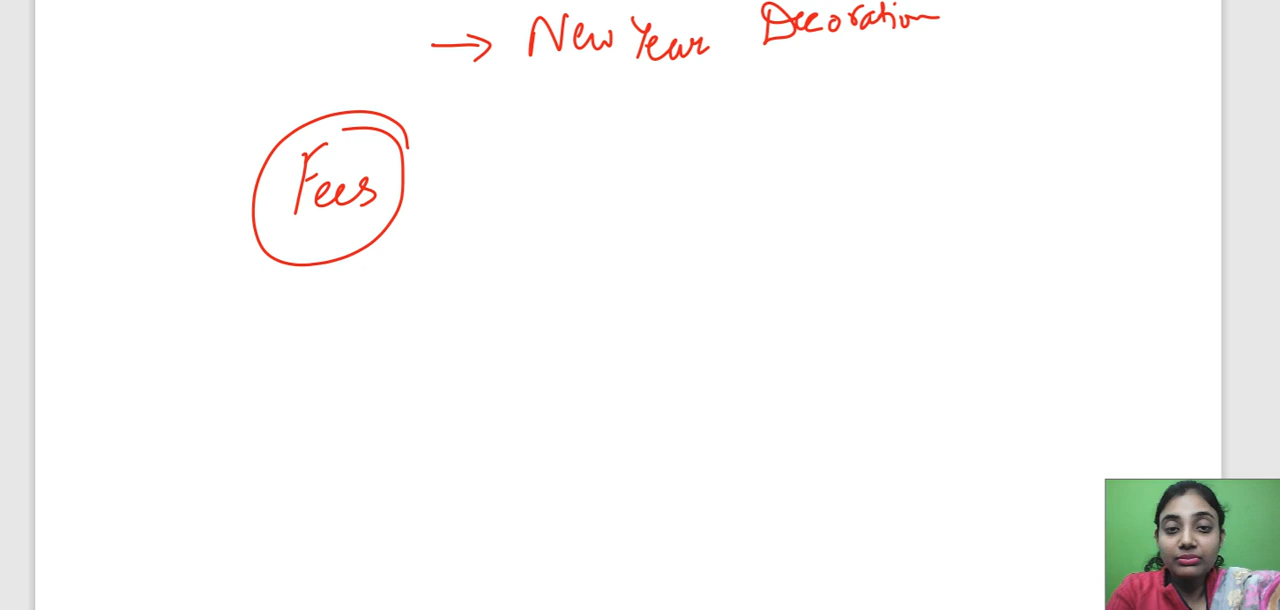 → New Year Decoration
Fees